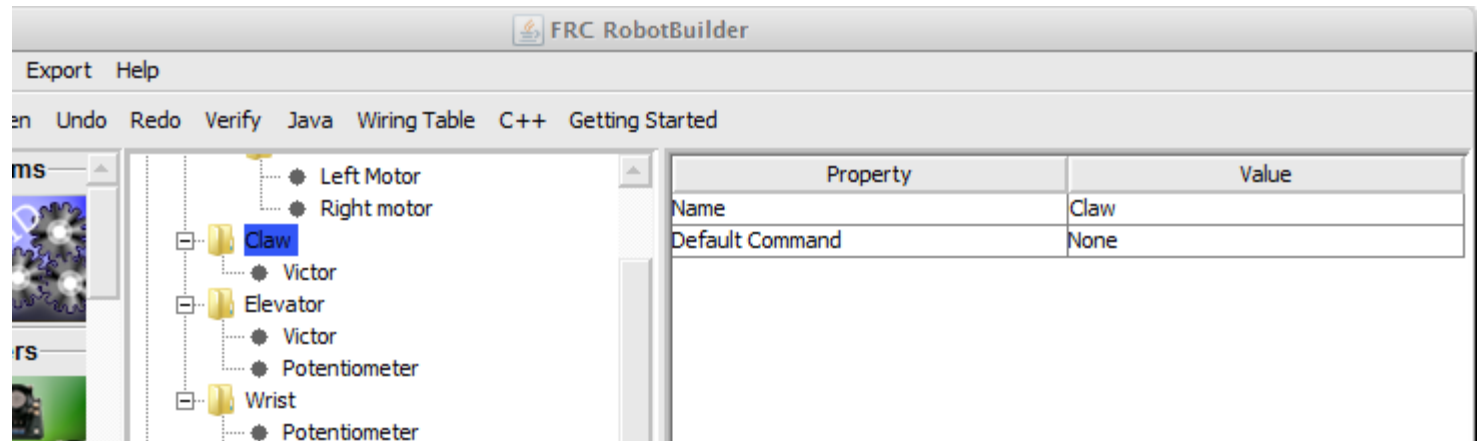 FRC RobotBuilder
Export Help
en Undo Redo Verify Java Wiring Table C++ Getting Started
ms
Left Motor
Right motor
Claw
Victor
Elevator
Victor
Potentiometer
Wrist
Potentiometer
rs
Property Value
Name Claw
Default Command None